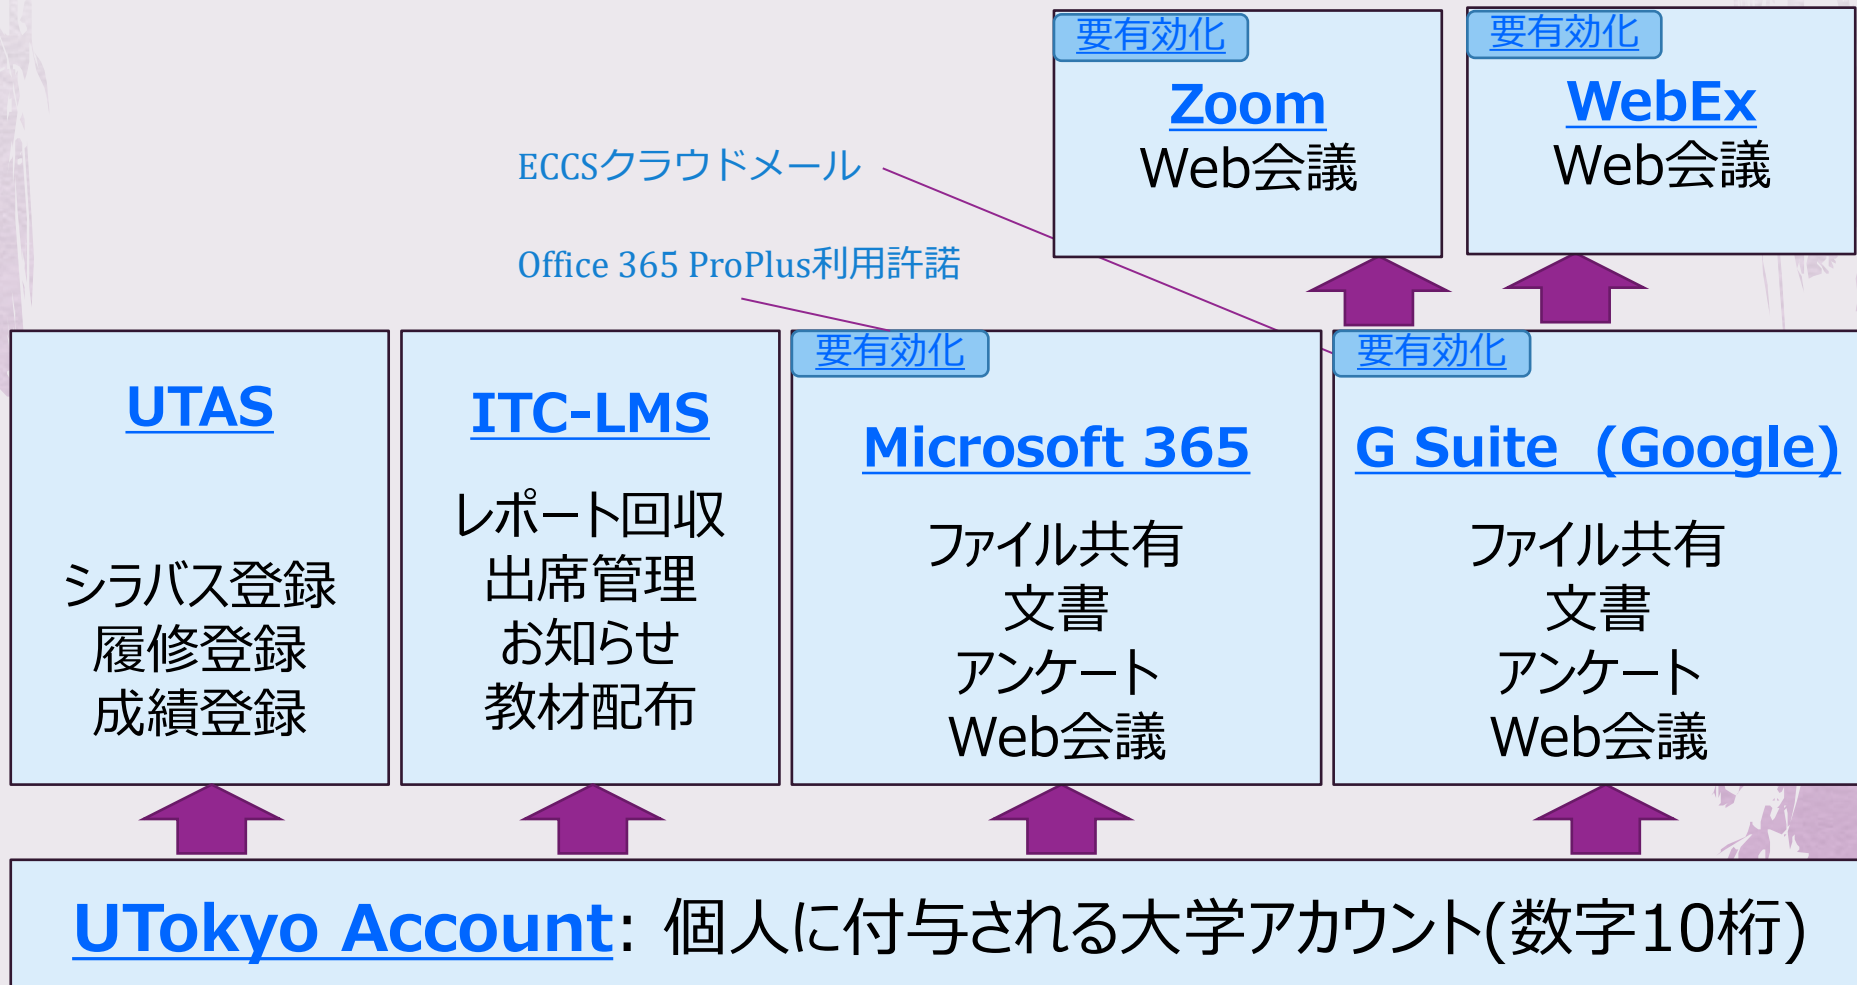 要有効化
Zoom
Web会議
要有効化
WebEx
Web会議
ECCSクラウドメール
Office 365 ProPlus利用許諾
UTAS
シラバス登録
履修登録
成績登録
ITC-LMS
レポート回収
出席管理
お知らせ
教材配布
要有効化
Microsoft 365
ファイル共有
文書
アンケート
Web会議
要有効化
G Suite (Google)
ファイル共有
文書
アンケート
Web会議
UTokyo Account: 個人に付与される大学アカウント(数字10桁)